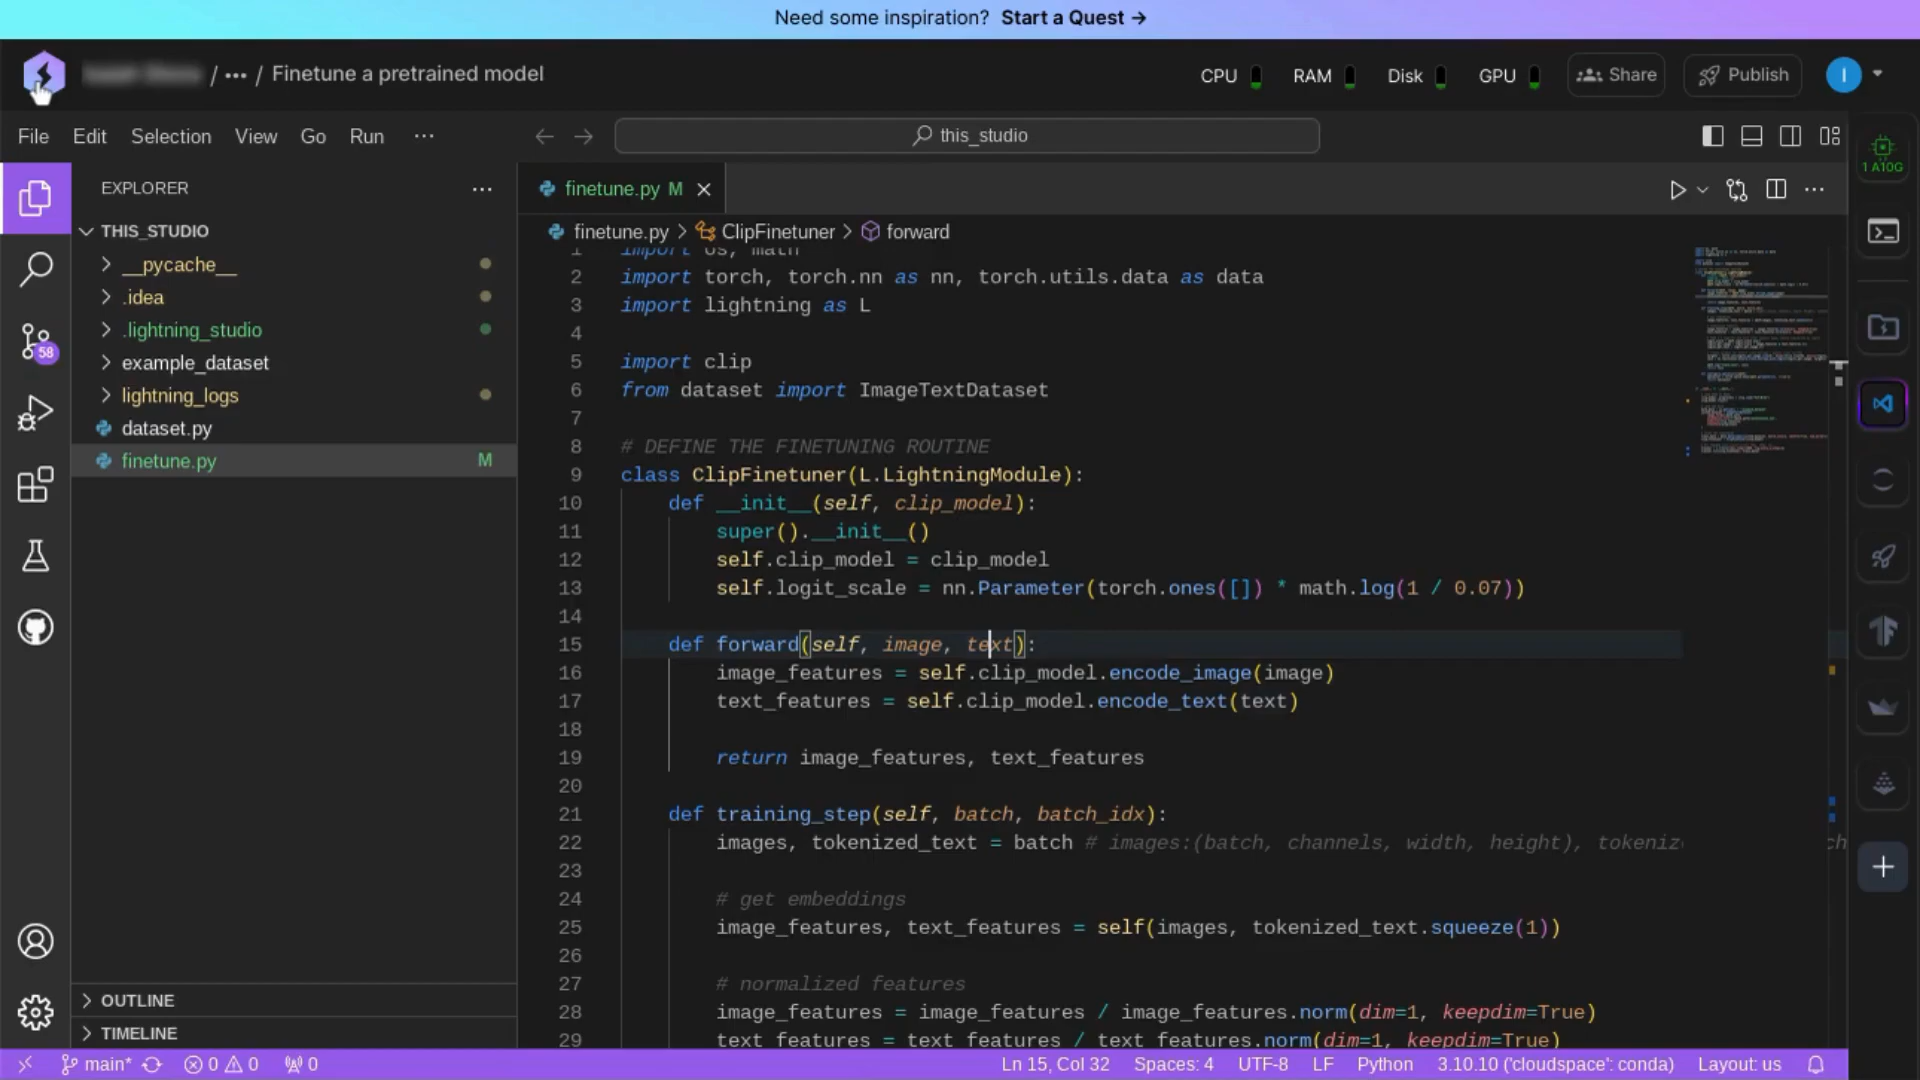 Need some inspiration? Start a Quest →
/ ··· / Finetune a pretrained model
CPU RAM Disk GPU Share Publish I
File Edit Selection View Go Run ···
this_studio
1 A10G
EXPLORER ···
finetune.py M
THIS_STUDIO
__pycache__
.idea
.lightning_studio
example_dataset
lightning_logs
dataset.py
finetune.py M
58
OUTLINE
TIMELINE
finetune.py > ClipFinetuner > forward
1 import os, math
2 import torch, torch.nn as nn, torch.utils.data as data
3 import lightning as L
4
5 import clip
6 from dataset import ImageTextDataset
7
8 # DEFINE THE FINETUNING ROUTINE
9 class ClipFinetuner(L.LightningModule):
10 def __init__(self, clip_model):
11 super().__init__()
12 self.clip_model = clip_model
13 self.logit_scale = nn.Parameter(torch.ones([]) * math.log(1 / 0.07))
14
15 def forward(self, image, text):
16 image_features = self.clip_model.encode_image(image)
17 text_features = self.clip_model.encode_text(text)
18
19 return image_features, text_features
20
21 def training_step(self, batch, batch_idx):
22 images, tokenized_text = batch # images:(batch, channels, width, height), tokeniz
23
24 # get embeddings
25 image_features, text_features = self(images, tokenized_text.squeeze(1))
26
27 # normalized features
28 image_features = image_features / image_features.norm(dim=1, keepdim=True)
29 text_features = text_features / text_features.norm(dim=1, keepdim=True)
main* 0 0 0 Ln 15, Col 32 Spaces: 4 UTF-8 LF Python 3.10.10 ('cloudspace': conda) Layout: us